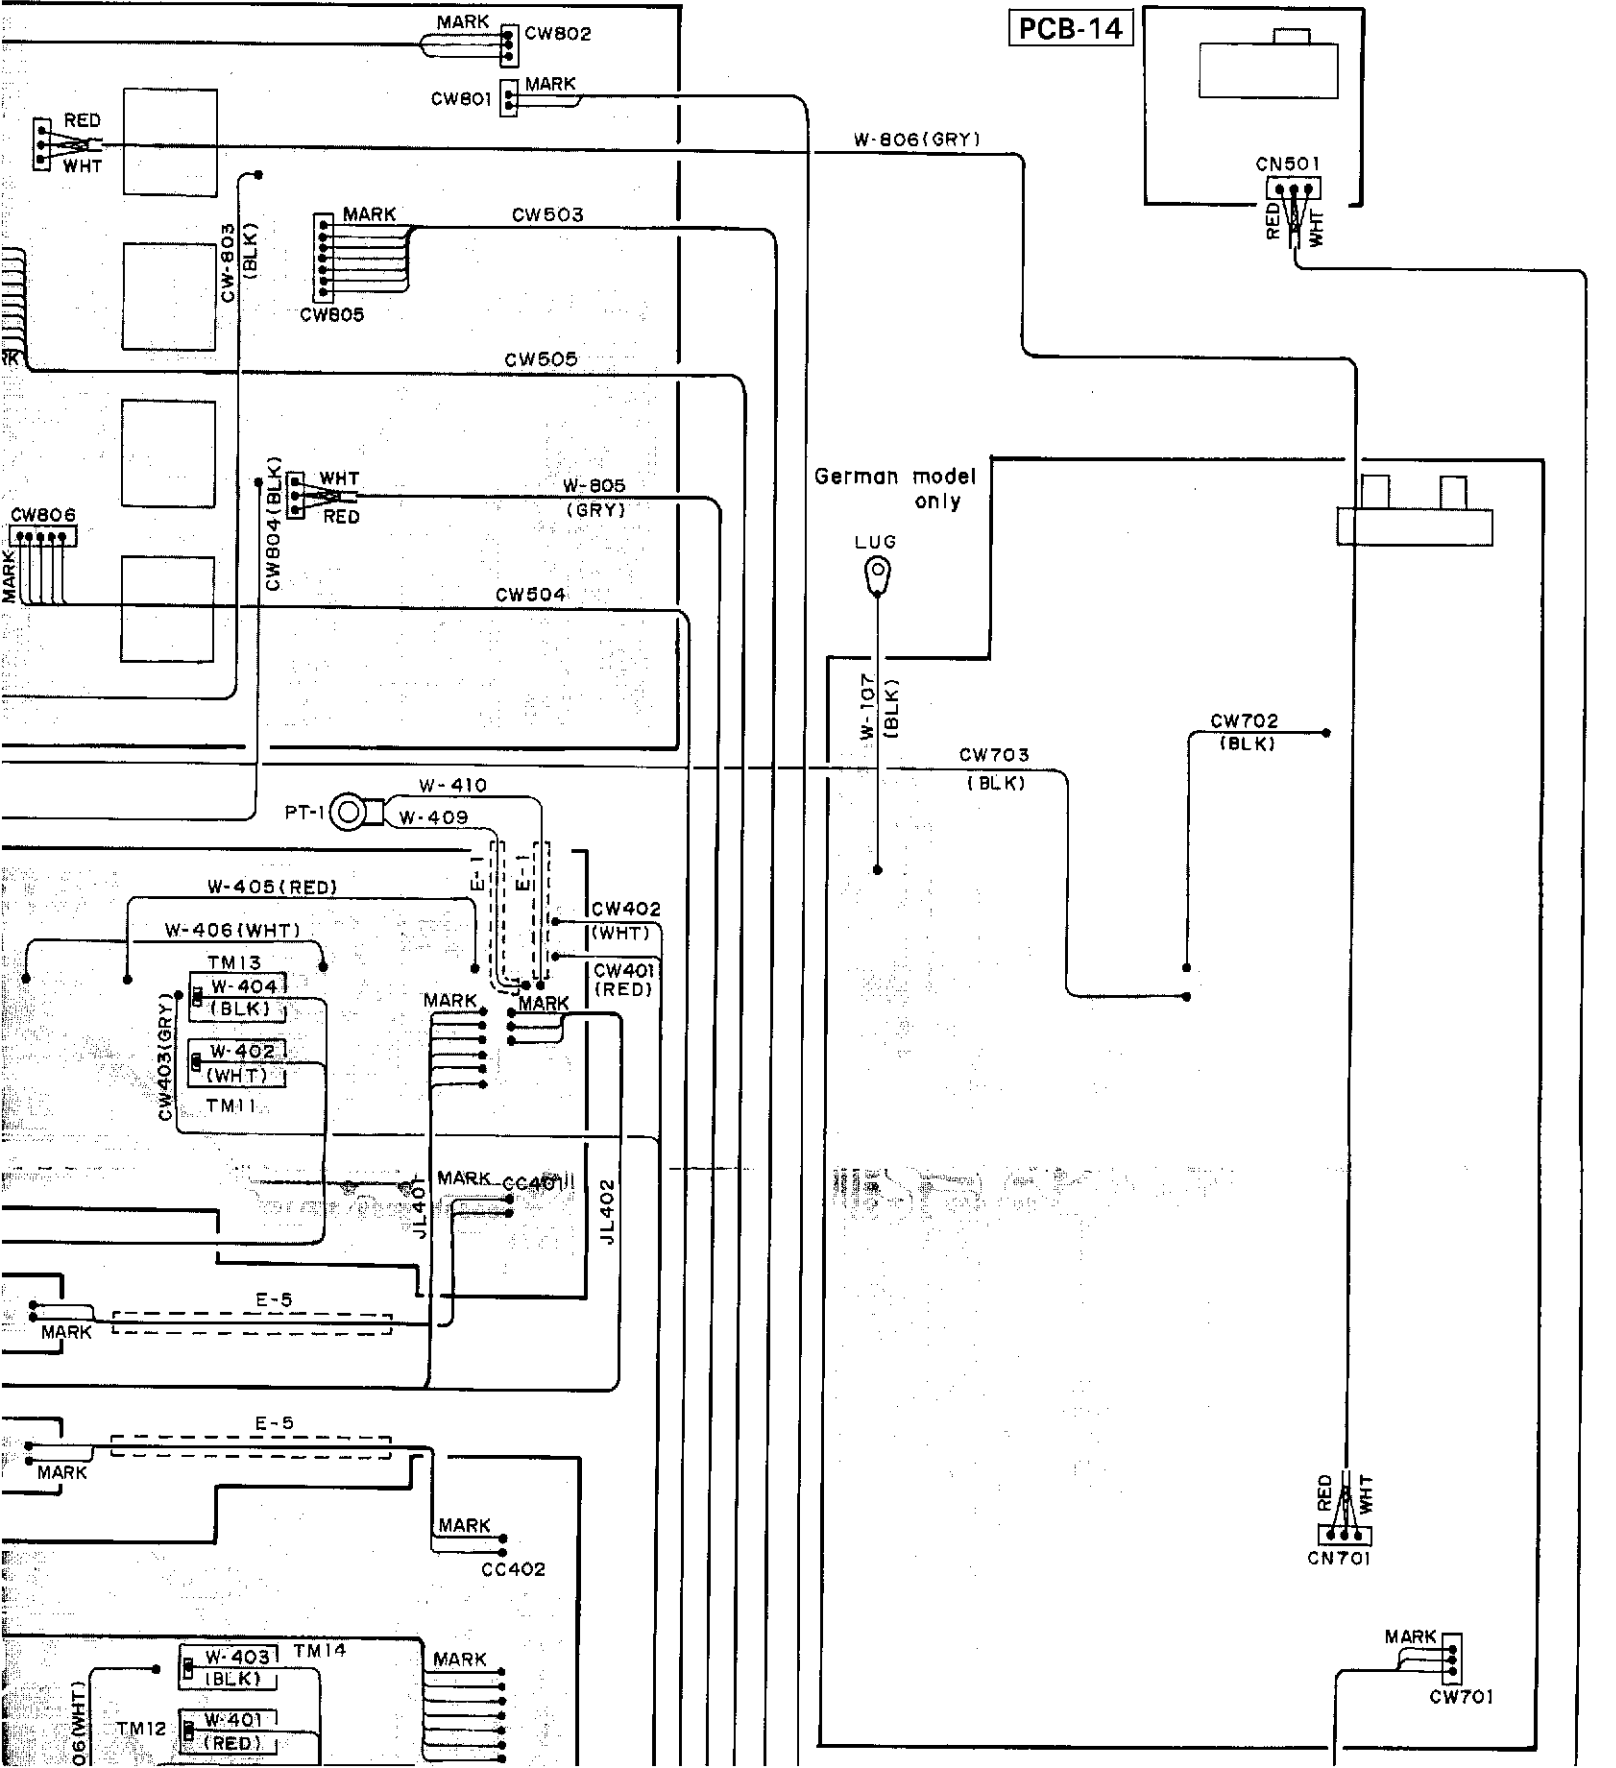 MARK
CW802
PCB-14
CW801
MARK
RED
WHT
W-806(GRY)
CN501
RED
WHT
MARK
CW503
CW-803
(BLK)
CW805
CW505
RK
German model
only
WHT
RED
W-805
(GRY)
CW804(BLK)
CW806
MARK
LUG
CW504
W-107
(BLK)
CW702
(BLK)
CW703
(BLK)
W-410
PT-1
W-409
E-1
E-1
W-405(RED)
CW402
(WHT)
W-406(WHT)
TM13
W-404
(BLK)
CW401
(RED)
MARK
MARK
CW403(GRY)
W-402
(WHT)
TM11
MARK
CC401
JL401
JL402
E-5
MARK
E-5
MARK
MARK
CC402
RED
WHT
CN701
MARK
CW701
W-403
(BLK)
TM14
MARK
06(WHT)
TM12
W-401
(RED)